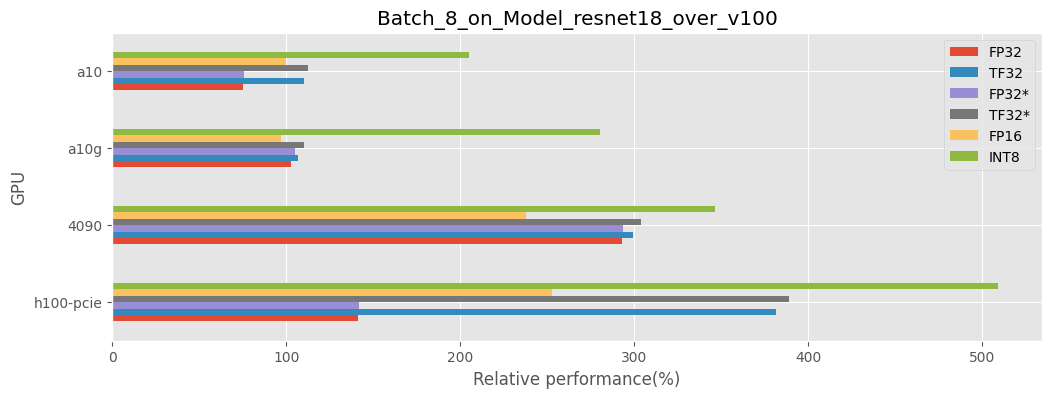 Batch_8_on_Model_resnet18_over_v100
GPU
a10
a10g
4090
h100-pcie
FP32
TF32
FP32*
TF32*
FP16
INT8
0 100 200 300 400 500
Relative performance(%)